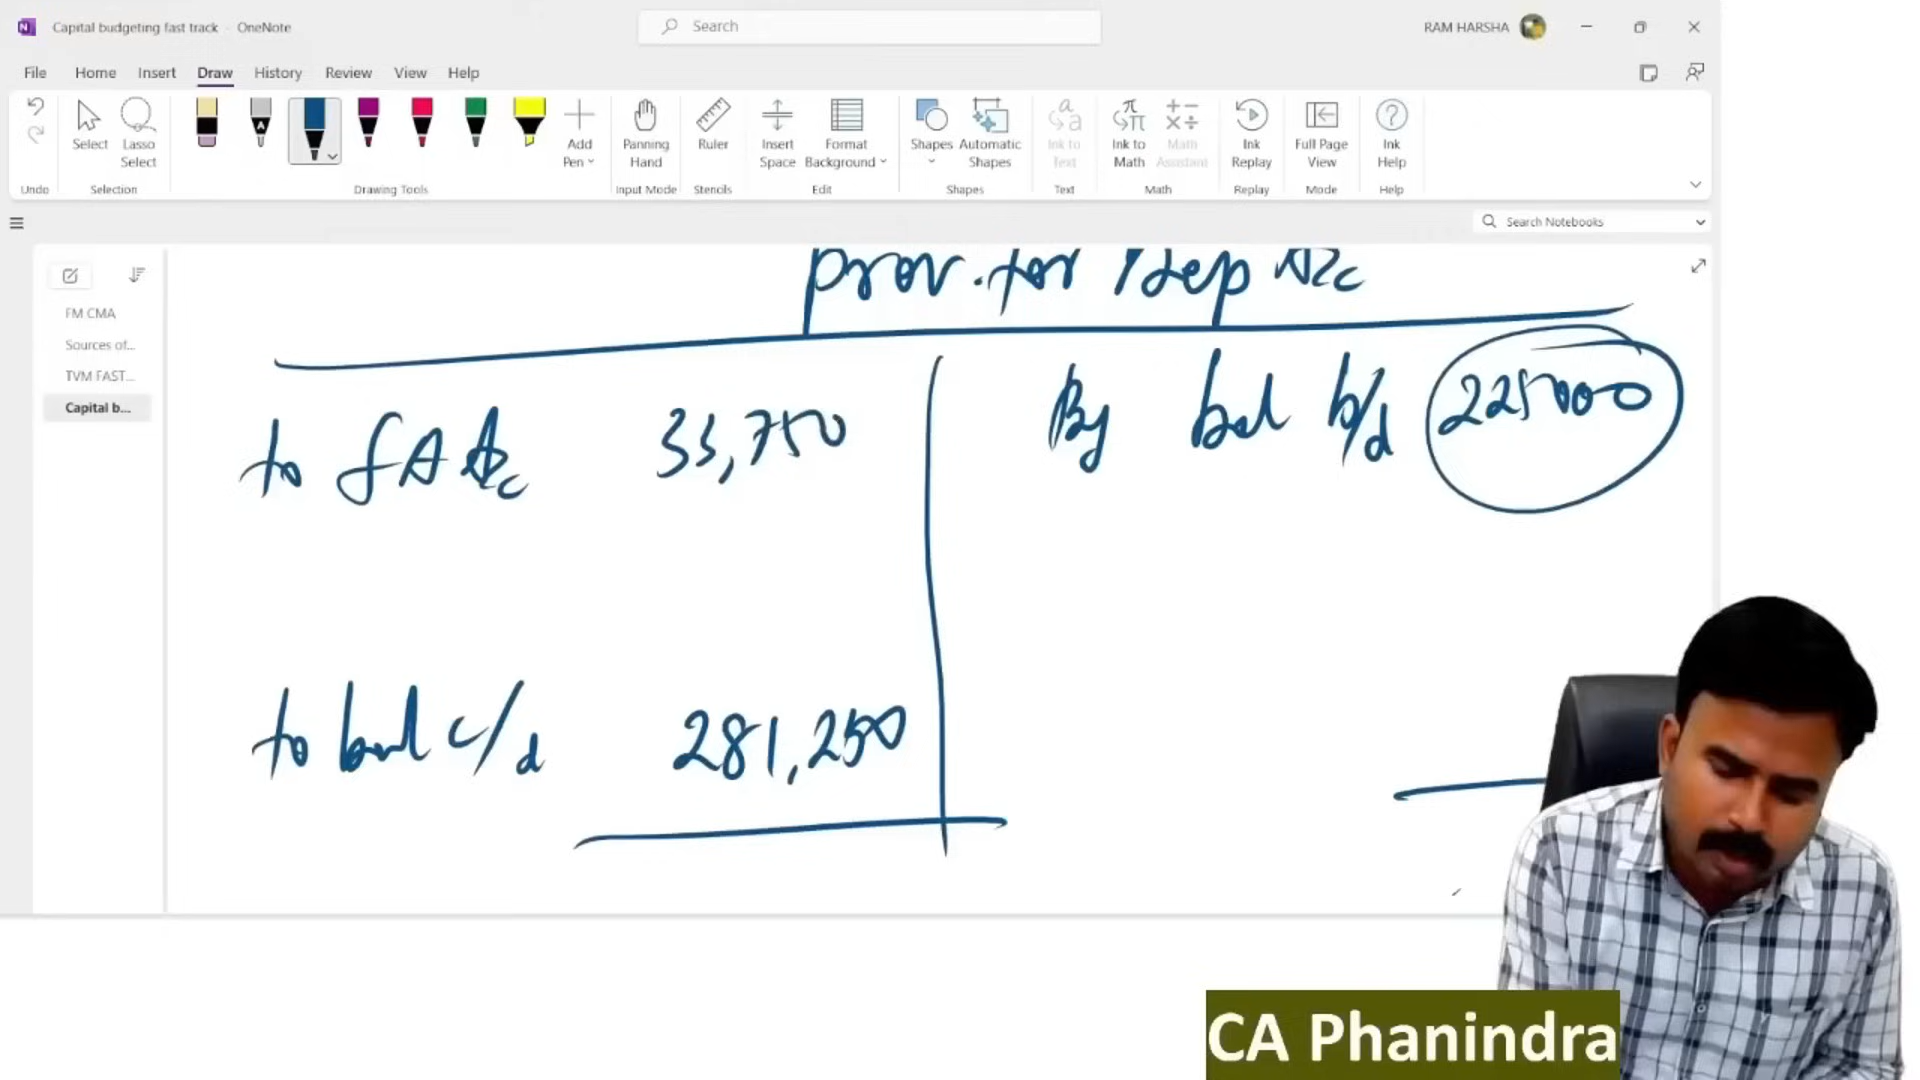 Capital budgeting fast track - OneNote
Search
RAM HARSHA
File Home Insert Draw History Review View Help
Undo
Select
Lasso Select
Selection
Drawing Tools
Add Pen
Panning Hand
Input Mode
Ruler
Stencils
Insert Space
Format Background
Edit
Shapes
Automatic Shapes
Shapes
Ink to Text
Text
Ink to Math
Math Assistant
Math
Ink Replay
Replay
Full Page View
Mode
Ink Help
Help
Search Notebooks
FM CMA
Sources of...
TVM FAST...
Capital b...
prov. for Dep A/c
to FA A/c 33,750
By bal b/d 225000
to bal c/d 281,250
CA Phanindra